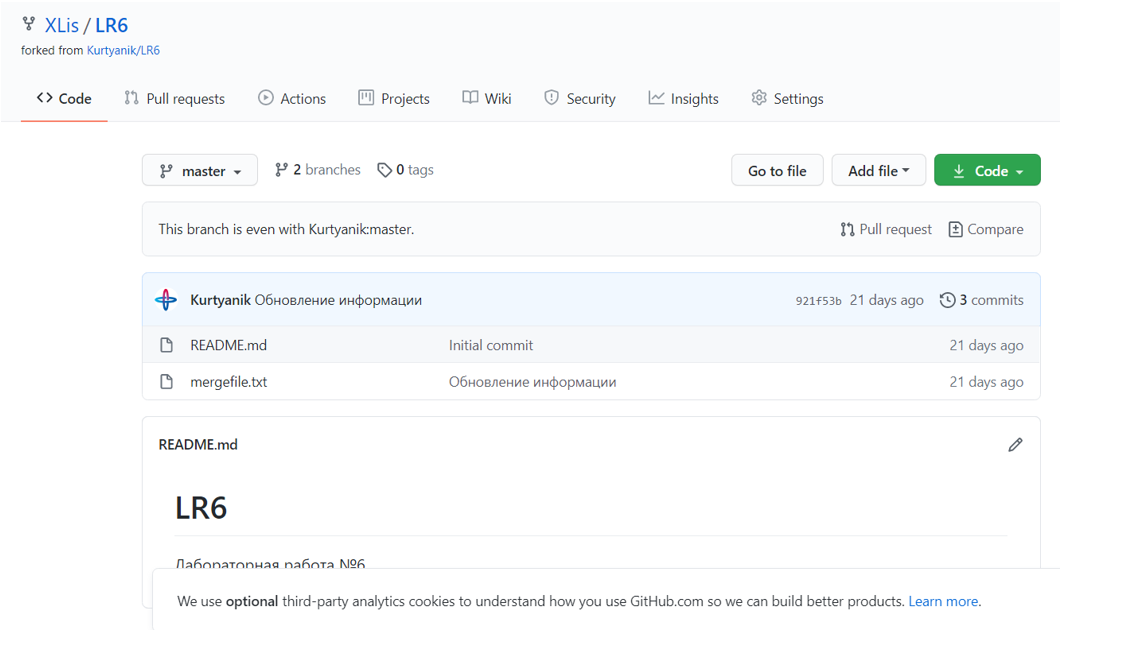 XLis / LR6
forked from Kurtyanik/LR6
Code Pull requests Actions Projects Wiki Security Insights Settings
master 2 branches 0 tags Go to file Add file Code
This branch is even with Kurtyanik:master. Pull request Compare
Kurtyanik Обновление информации 921f53b 21 days ago 3 commits
README.md Initial commit 21 days ago
mergefile.txt Обновление информации 21 days ago
README.md
LR6
Лабораторная работа №6
We use optional third-party analytics cookies to understand how you use GitHub.com so we can build better products. Learn more.